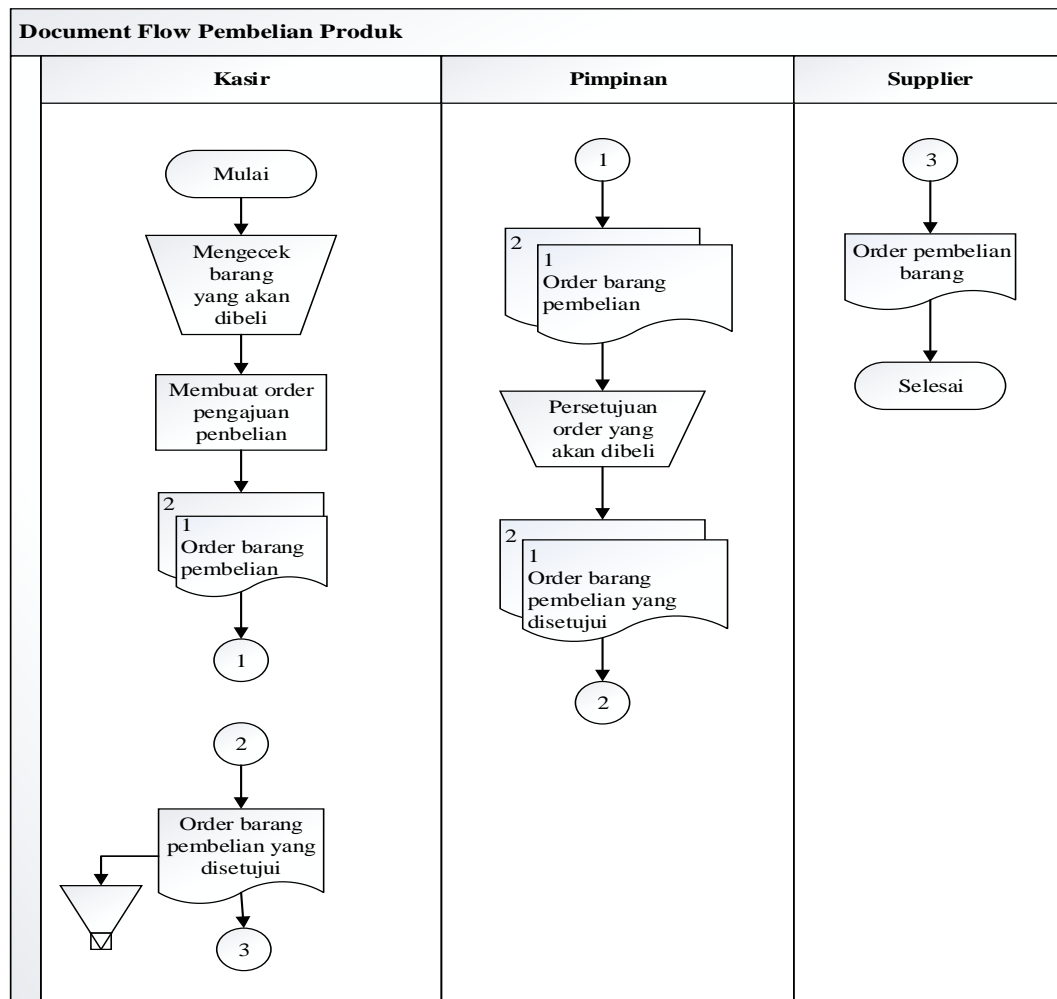 Document Flow Pembelian Produk
Kasir
Pimpinan
Supplier
Mulai
Mengecek
barang
yang akan
dibeli
Membuat order
pengajuan
penbelian
2
1
Order barang
pembelian
1
2
Order barang
pembelian yang
disetujui
3
1
2
1
Order barang
pembelian
Persetujuan
order yang
akan dibeli
2
1
Order barang
pembelian yang
disetujui
2
3
Order pembelian
barang
Selesai